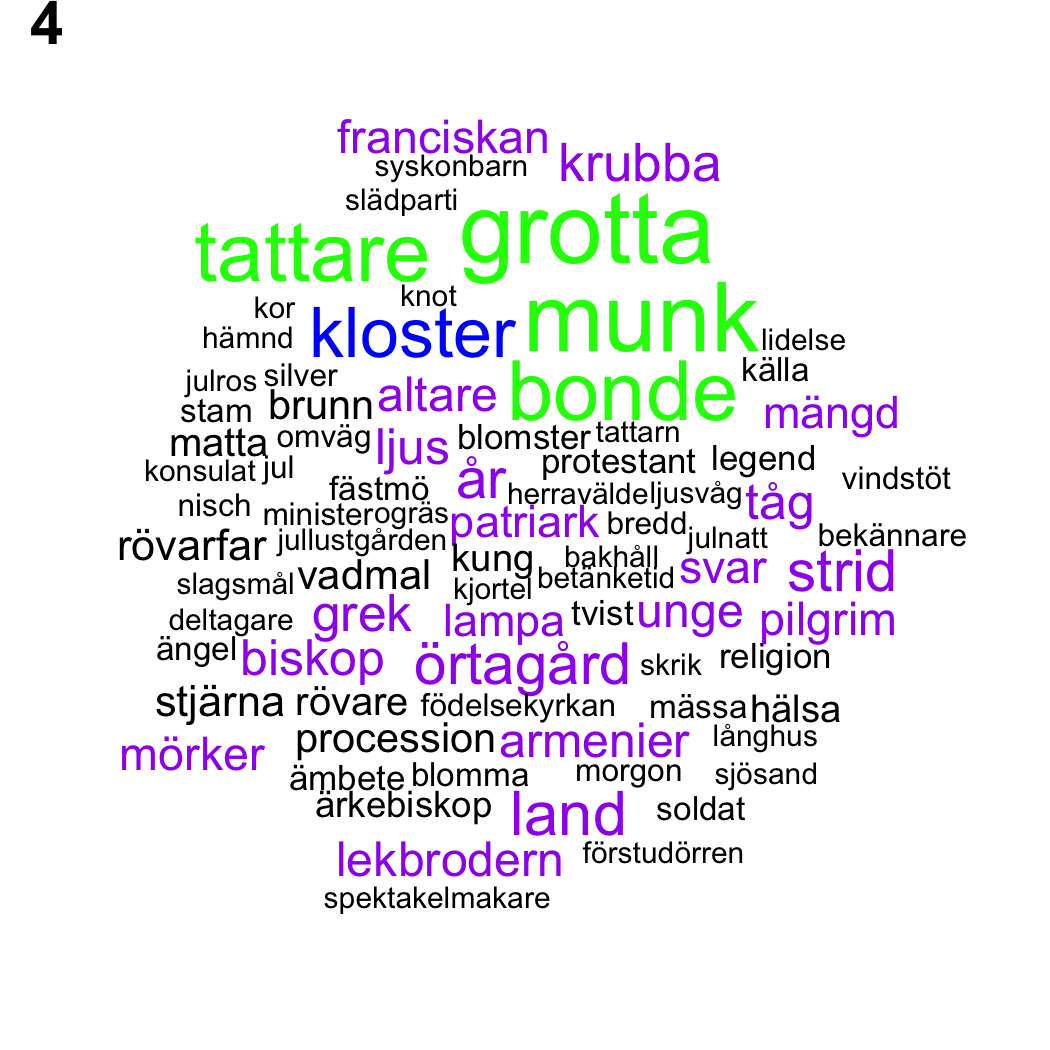 4
franciskan
syskonbarn krubba
slädparti
tattare grotta
kor knot
hämnd kloster munk lidelse
julros silver bonde källa
stam brunn altare mängd
matta omväg ljus blomster tattarn
konsulat jul år protestant legend vindstöt
nisch fästmö herravälde ljusvåg tåg
ministerogräs patriark bredd julnatt bekännare
rövarfar jullustgården kung bakhåll
slagsmål vadmal kjortel betänketid svar strid
deltagare grek lampa tvist unge pilgrim
ängel biskop örtagård skrik religion
stjärna rövare födelsekyrkan mässa hälsa
mörker procession armenier långhus
ämbete blomma morgon sjösand
ärkebiskop land soldat
lekbrodern förstudörren
spektakelmakare